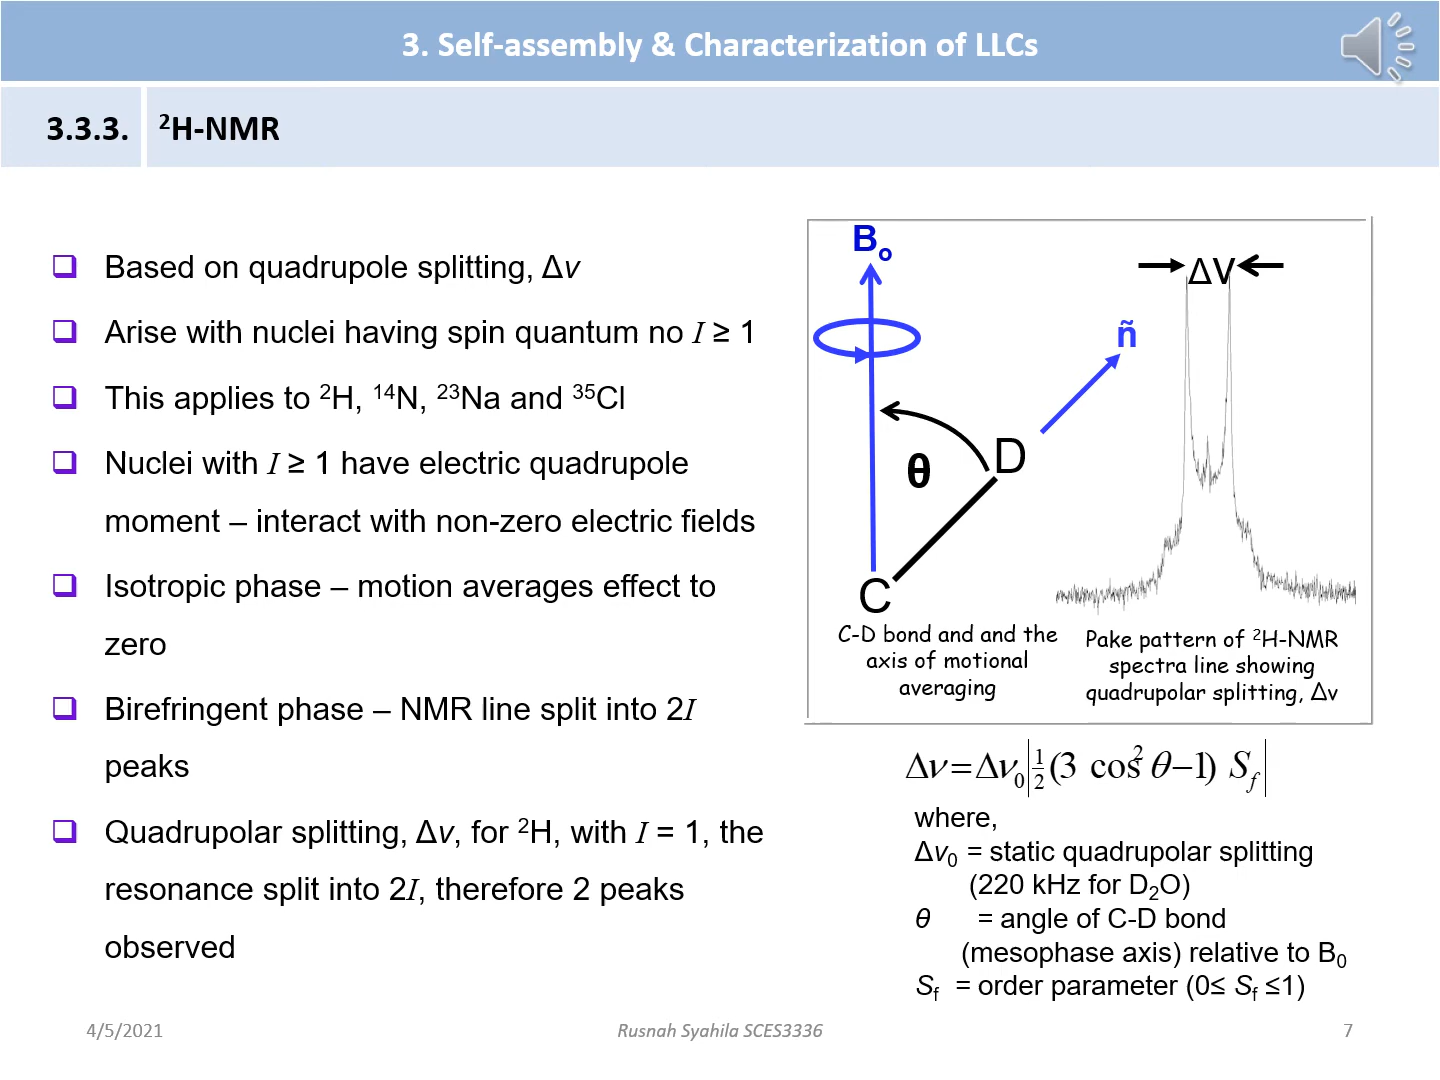 3. Self-assembly & Characterization of LLCs
3.3.3. ²H-NMR
Based on quadrupole splitting, Δv
Arise with nuclei having spin quantum no I ≥ 1
This applies to ²H, ¹⁴N, ²³Na and ³⁵Cl
Nuclei with I ≥ 1 have electric quadrupole
moment – interact with non-zero electric fields
Isotropic phase – motion averages effect to
zero
Birefringent phase – NMR line split into 2I
peaks
Quadrupolar splitting, Δv, for ²H, with I = 1, the
resonance split into 2I, therefore 2 peaks
observed
Bₒ
ñ
D
θ
C
C-D bond and and the
axis of motional
averaging
ΔV
Pake pattern of ²H-NMR
spectra line showing
quadrupolar splitting, Δv
Δν = Δν₀|½(3 cos²θ−1) S_f|
where,
Δv₀ = static quadrupolar splitting
(220 kHz for D₂O)
θ = angle of C-D bond
(mesophase axis) relative to B₀
S_f = order parameter (0≤ S_f ≤1)
4/5/2021
Rusnah Syahila SCES3336
7